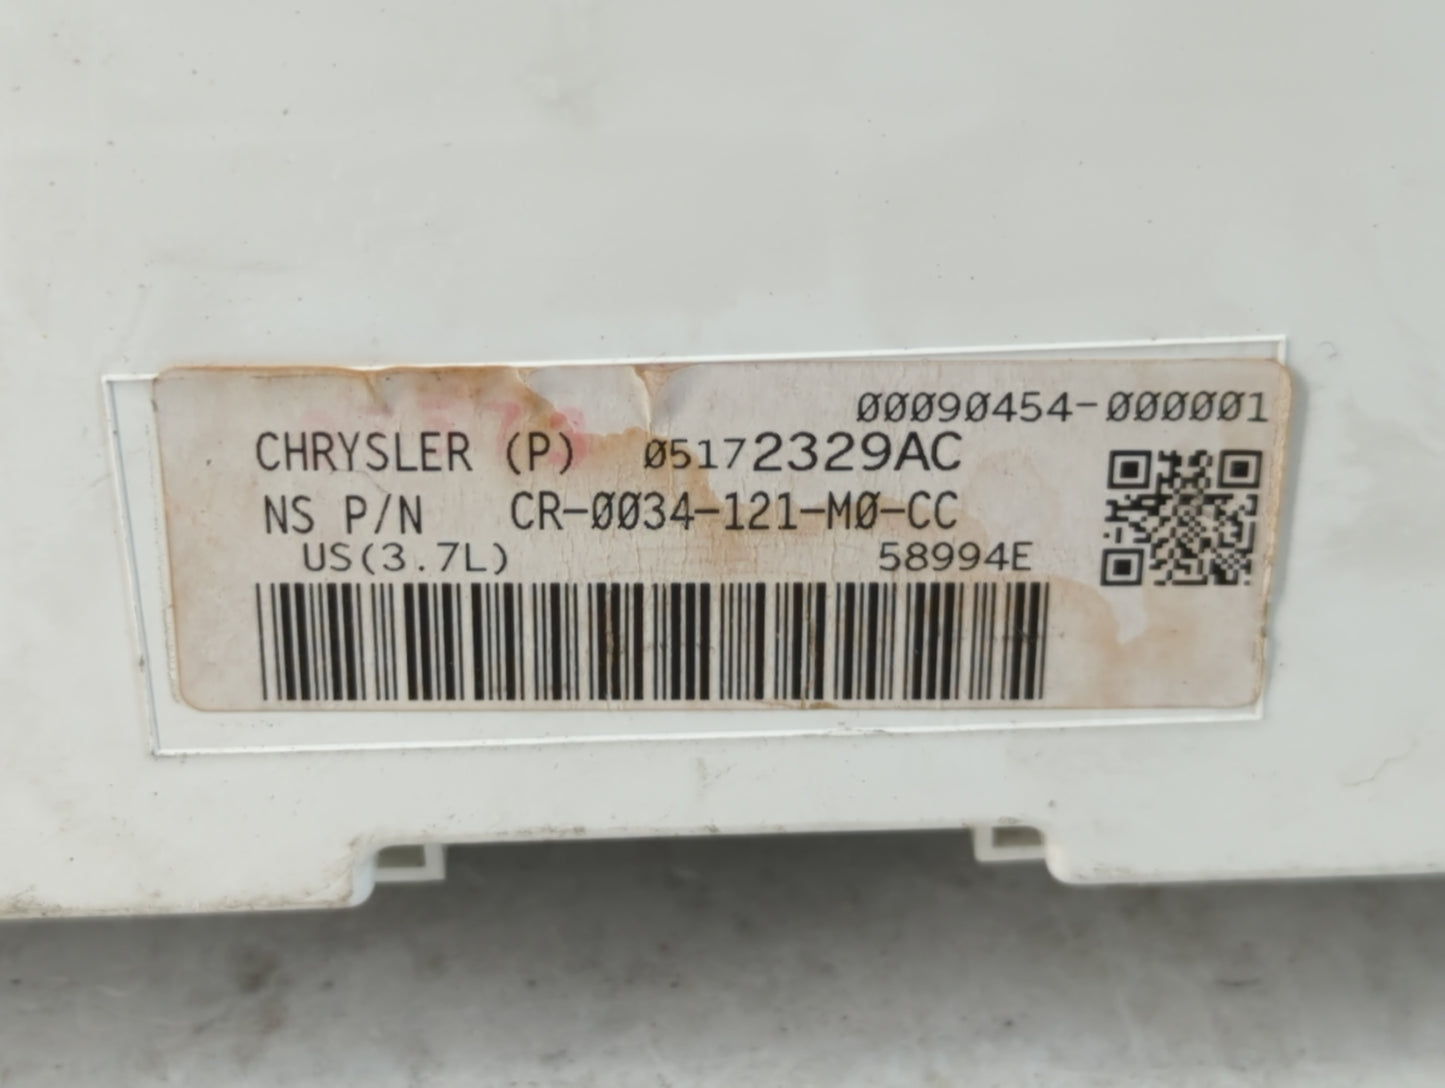 00090454-000001
CHRYSLER (P) 05172329AC
NS P/N CR-0034-121-M0-CC
US(3.7L) 58994E